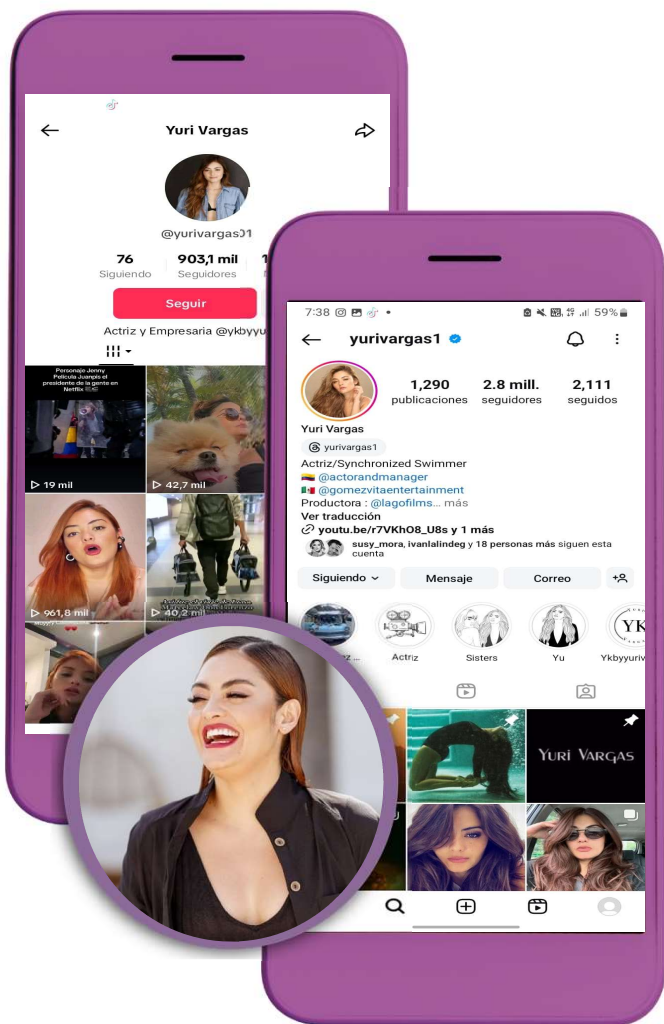 Yuri Vargas
@yurivargas01
76
903,1 mil
Siguiendo
Seguidores
Seguir
Actriz y Empresaria @ykbyyu
Personaje Jenny
Película Juanpis el
presidente de la gente en
Netflix
19 mil
42,7 mil
961,8 mil
40,2 mil
7:38
59%
yurivargas1
1,290
2.8 mill.
2,111
publicaciones
seguidores
seguidos
Yuri Vargas
yurivargas1
Actriz/Synchronized Swimmer
@actorandmanager
@gomezvitaentertainment
Productora : @lagofilms... más
Ver traducción
youtu.be/r7VKhO8_U8s y 1 más
susy_mora, ivanlalindeg y 18 personas más siguen esta
cuenta
Siguiendo
Mensaje
Correo
YK
Actriz
Sisters
Yu
Ykbyyuriv
YURI VARGAS